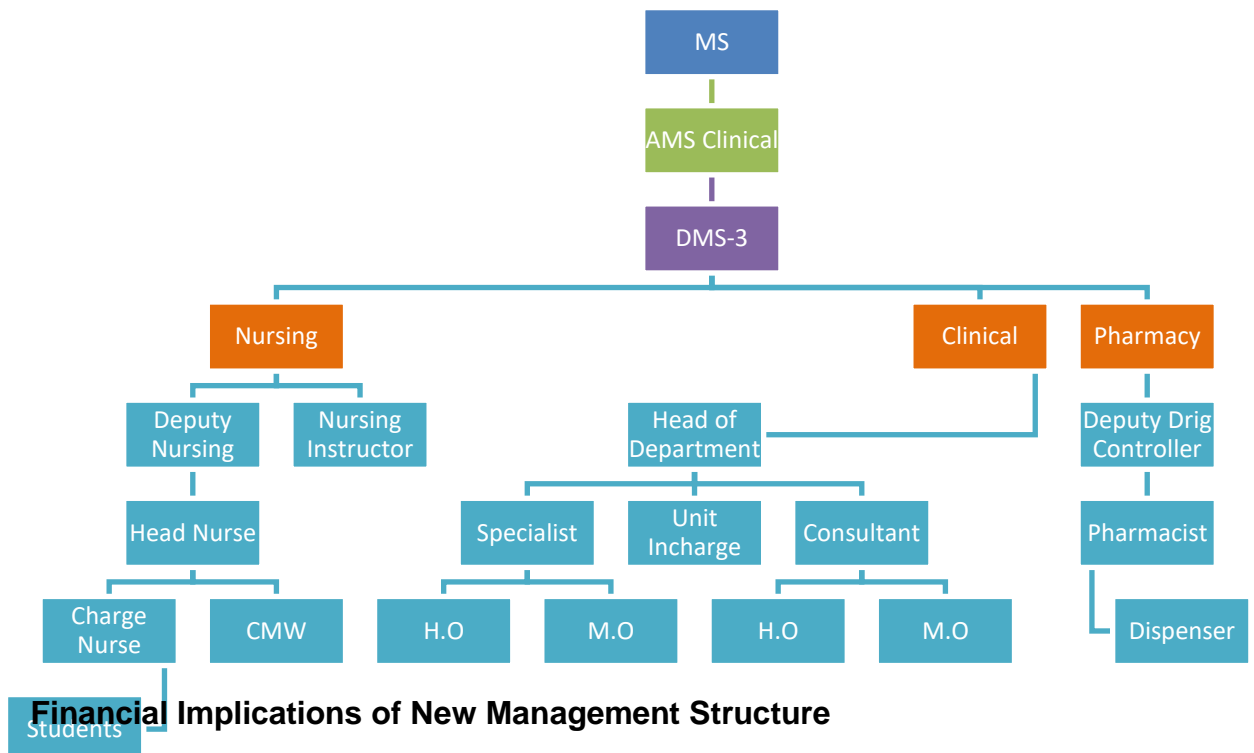 MS
AMS Clinical
DMS-3
Nursing
Clinical
Pharmacy
Deputy
Nursing
Nursing
Instructor
Head of
Department
Deputy Drig
Controller
Head Nurse
Specialist
Unit
Incharge
Consultant
Pharmacist
Charge
Nurse
CMW
H.O
M.O
H.O
M.O
Dispenser
Students
Financial Implications of New Management Structure